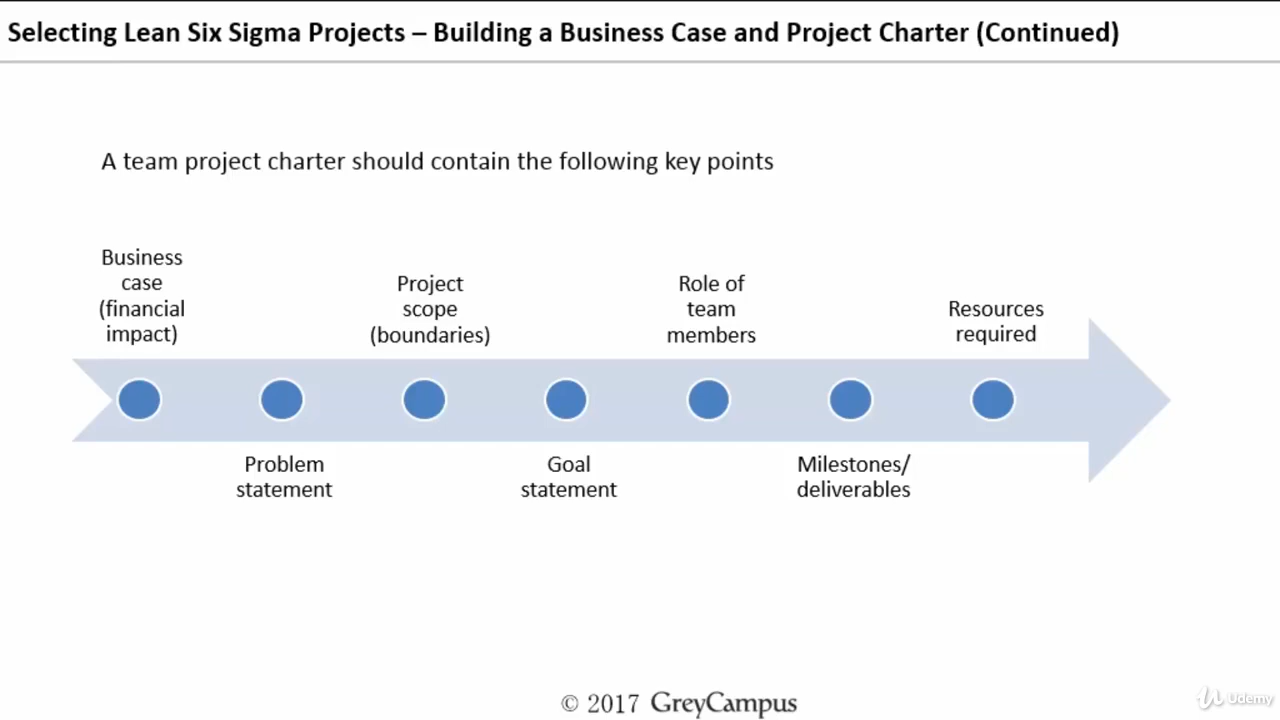 Selecting Lean Six Sigma Projects – Building a Business Case and Project Charter (Continued)
A team project charter should contain the following key points
Business
case
(financial
impact)
Problem
statement
Project
scope
(boundaries)
Goal
statement
Role of
team
members
Milestones/
deliverables
Resources
required
© 2017 GreyCampus
Udemy